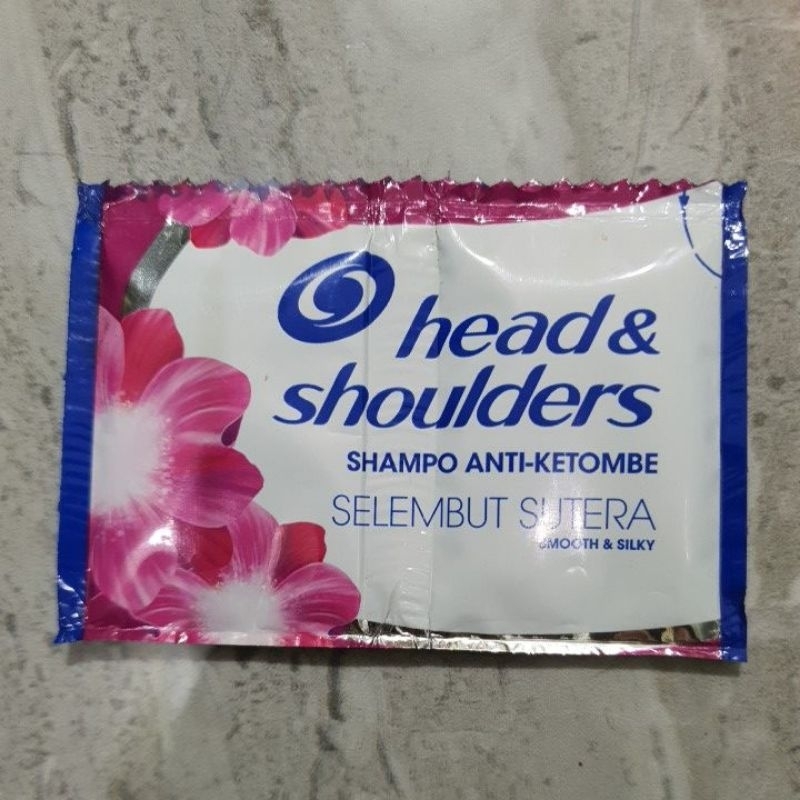 head &
shoulders
SHAMPO ANTI-KETOMBE
SELEMBUT SUTERA
SMOOTH & SILKY